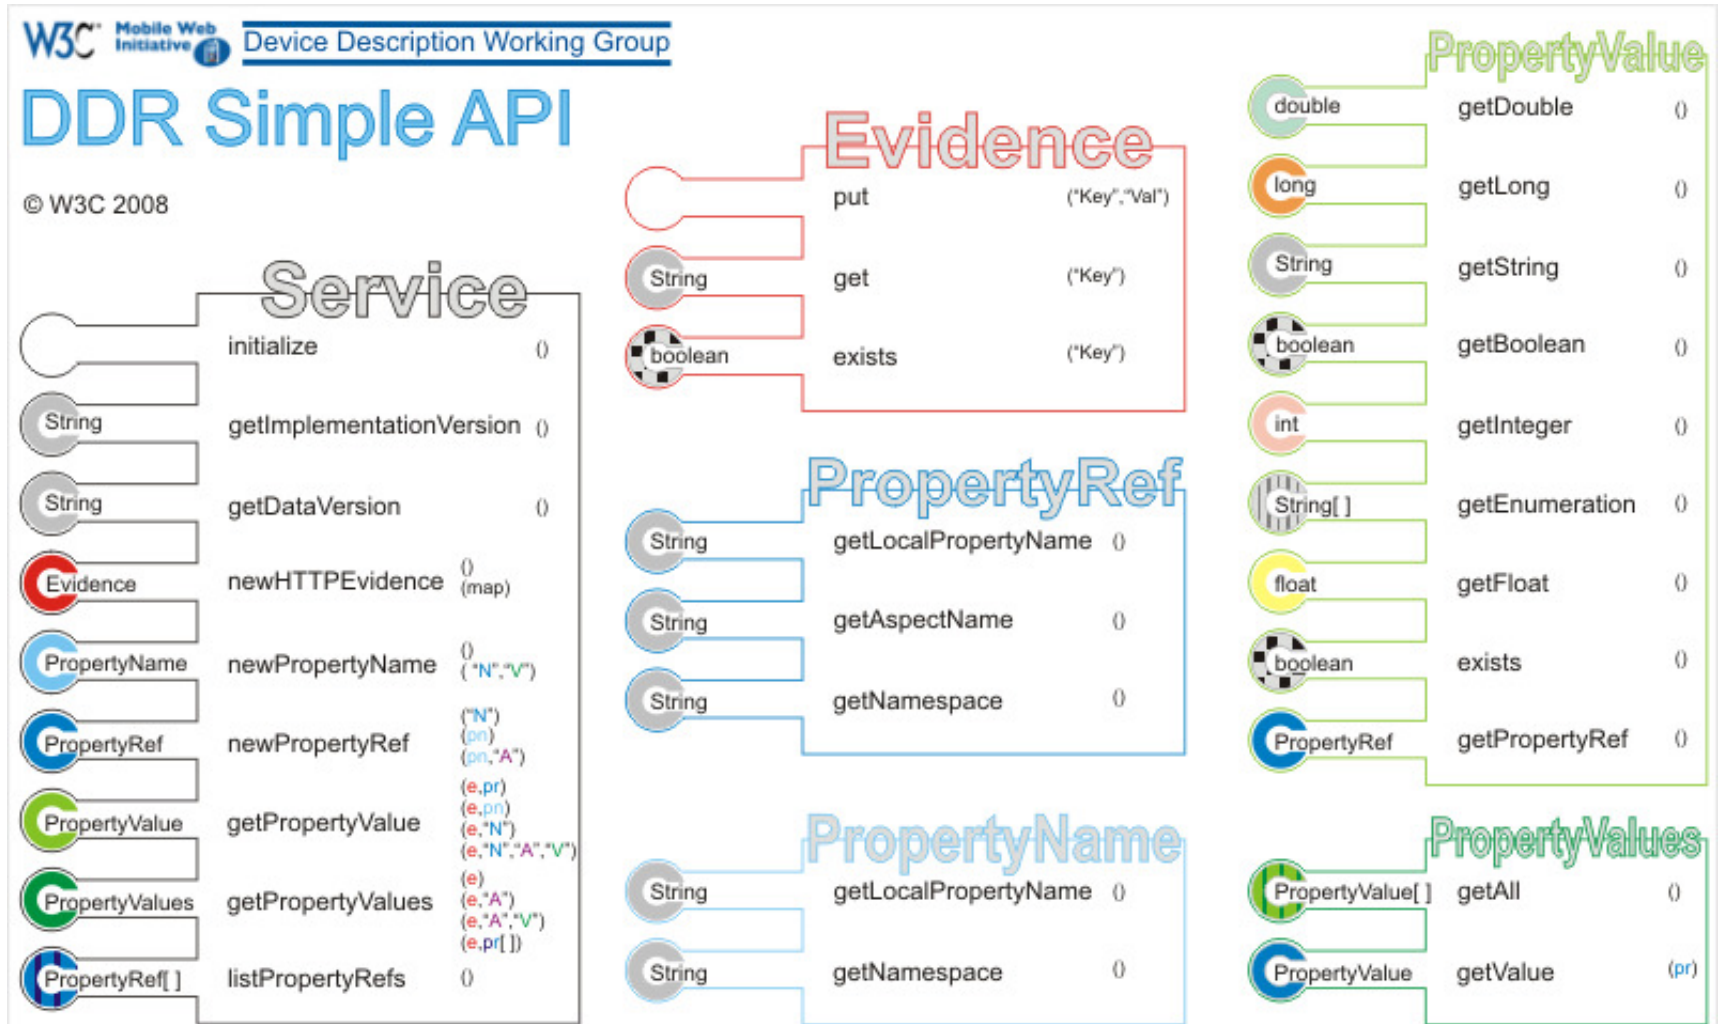 W3C Mobile Web Initiative Device Description Working Group
DDR Simple API
© W3C 2008
Service
initialize ()
String getImplementationVersion ()
String getDataVersion ()
Evidence newHTTPEvidence ()
(map)
PropertyName newPropertyName ()
( “N”,“V”)
PropertyRef newPropertyRef (“N”)
(pn)
(pn,“A”)
PropertyValue getPropertyValue (e,pr)
(e,pn)
(e,“N”)
(e,“N”,“A”,“V”)
PropertyValues getPropertyValues (e)
(e,“A”)
(e,“A”,“V”)
(e,pr[ ])
PropertyRef[ ] listPropertyRefs ()
Evidence
put (“Key”,“Val”)
String get (“Key”)
boolean exists (“Key”)
PropertyRef
String getLocalPropertyName ()
String getAspectName ()
String getNamespace ()
PropertyName
String getLocalPropertyName ()
String getNamespace ()
PropertyValue
double getDouble ()
long getLong ()
String getString ()
boolean getBoolean ()
int getInteger ()
String[ ] getEnumeration ()
float getFloat ()
boolean exists ()
PropertyRef getPropertyRef ()
PropertyValues
PropertyValue[ ] getAll ()
PropertyValue getValue (pr)